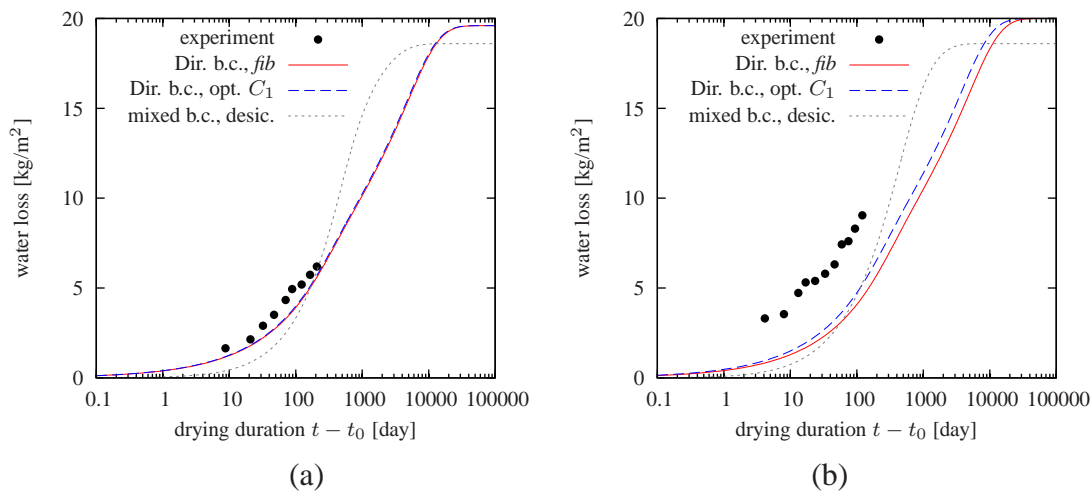 20
15
10
5
0
water loss [kg/m²]
experiment
Dir. b.c., fib
Dir. b.c., opt. C₁
mixed b.c., desic.
0.1 1 10 100 1000 10000 100000
drying duration t − t₀ [day]
(a)
20
15
10
5
0
water loss [kg/m²]
experiment
Dir. b.c., fib
Dir. b.c., opt. C₁
mixed b.c., desic.
0.1 1 10 100 1000 10000 100000
drying duration t − t₀ [day]
(b)